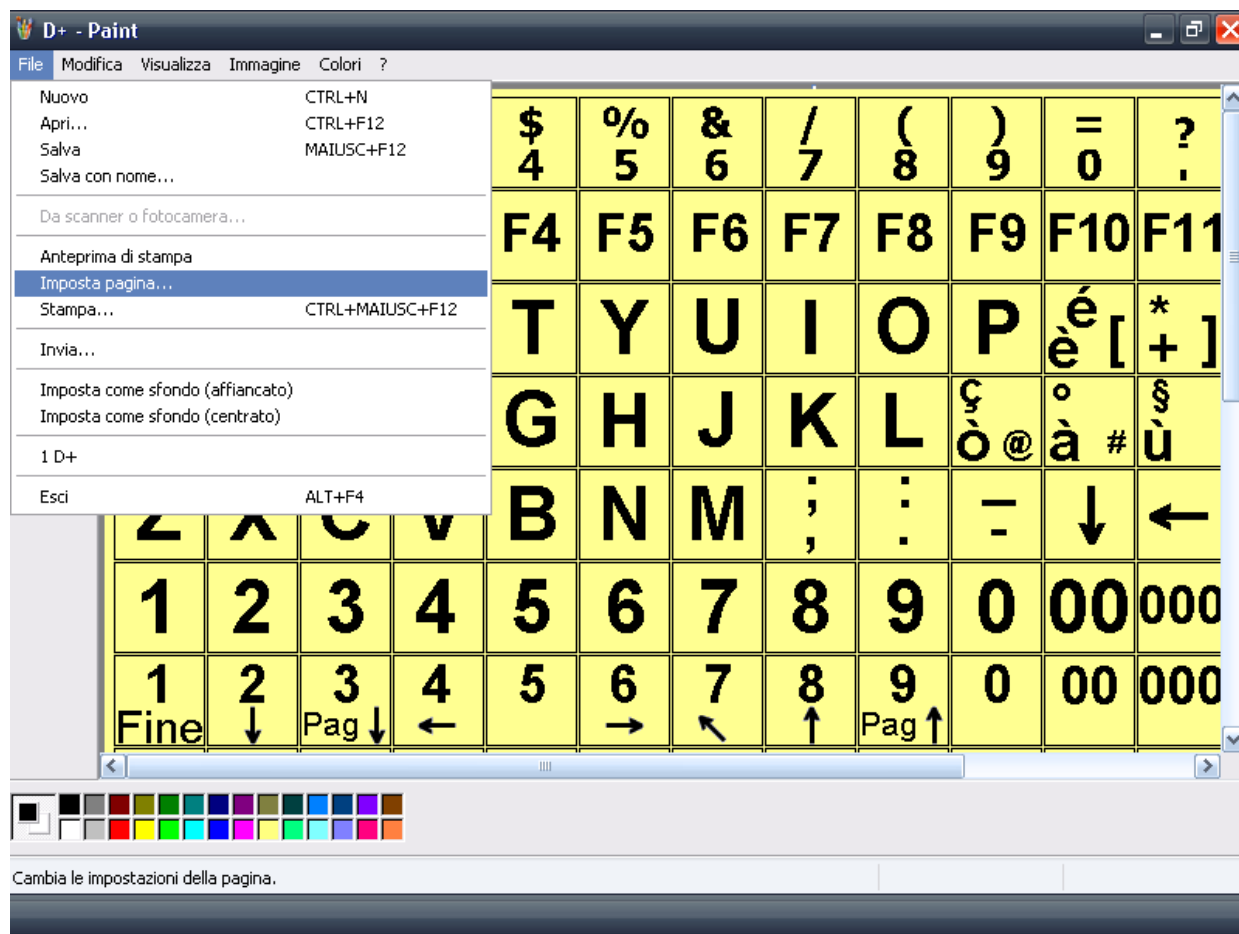 D+ - Paint
File Modifica Visualizza Immagine Colori ?
Nuovo CTRL+N
Apri... CTRL+F12
Salva MAIUSC+F12
Salva con nome...
Da scanner o fotocamera...
Anteprima di stampa
Imposta pagina...
Stampa... CTRL+MAIUSC+F12
Invia...
Imposta come sfondo (affiancato)
Imposta come sfondo (centrato)
1 D+
Esci ALT+F4
$ % & / ( ) = ?
4 5 6 7 8 9 0 .
F4 F5 F6 F7 F8 F9 F10 F11
T Y U I O P é è [ * + ]
G H J K L ç ò @ ° à # § ù
Z X C V B N M ; , : . _ - ↓ ←
1 2 3 4 5 6 7 8 9 0 00 000
1 2 3 4 5 6 7 8 9 0 00 000
Fine ↓ Pag ↓ ← → ↖ ↑ Pag ↑
Cambia le impostazioni della pagina.